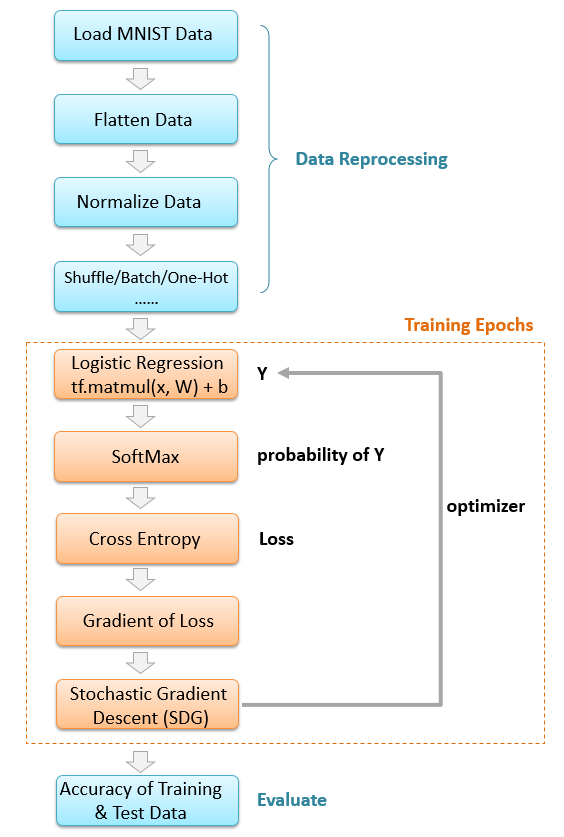 Load MNIST Data
Flatten Data
Data Reprocessing
Normalize Data
Shuffle/Batch/One-Hot
......
Training Epochs
Logistic Regression
tf.matmul(x, W) + b
Y
SoftMax
probability of Y
optimizer
Cross Entropy
Loss
Gradient of Loss
Stochastic Gradient
Descent (SDG)
Accuracy of Training
& Test Data
Evaluate